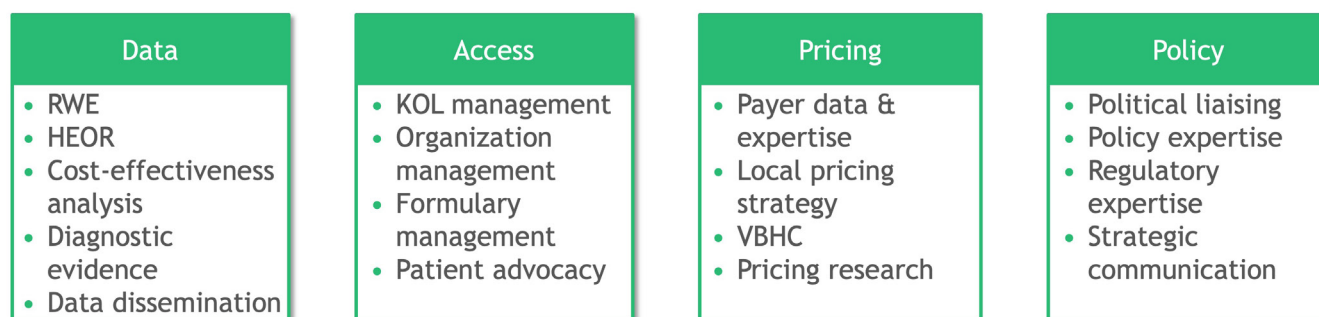 Data
• RWE
• HEOR
• Cost-effectiveness
analysis
• Diagnostic
evidence
• Data dissemination
Access
• KOL management
• Organization
management
• Formulary
management
• Patient advocacy
Pricing
• Payer data &
expertise
• Local pricing
strategy
• VBHC
• Pricing research
Policy
• Political liaising
• Policy expertise
• Regulatory
expertise
• Strategic
communication